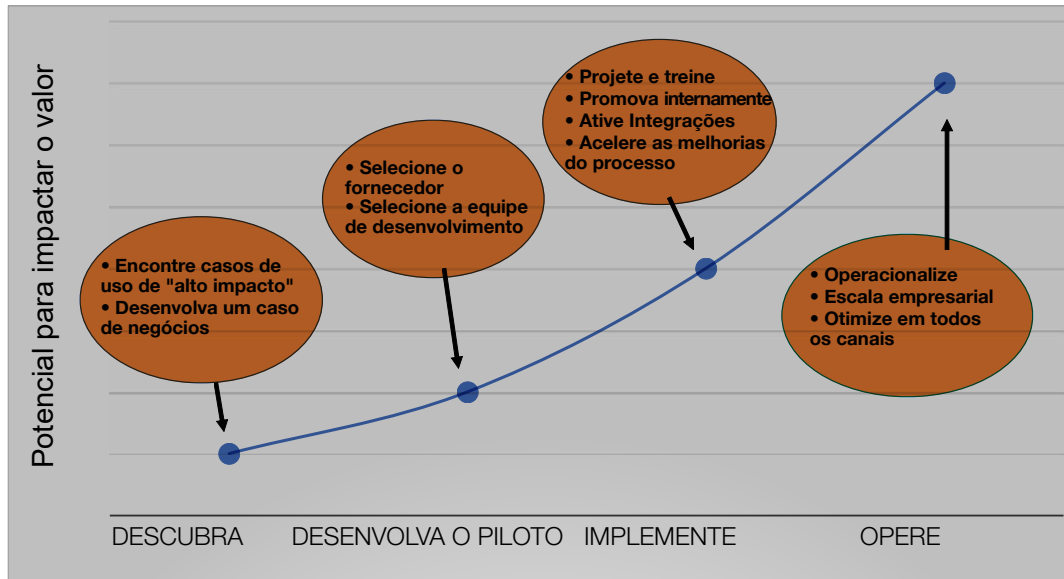 Potencial para impactar o valor
• Encontre casos de
uso de "alto impacto"
• Desenvolva um caso
de negócios
• Selecione o
fornecedor
• Selecione a equipe
de desenvolvimento
• Projete e treine
• Promova internamente
• Ative Integrações
• Acelere as melhorias
do processo
• Operacionalize
• Escala empresarial
• Otimize em todos
os canais
DESCUBRA
DESENVOLVA O PILOTO
IMPLEMENTE
OPERE